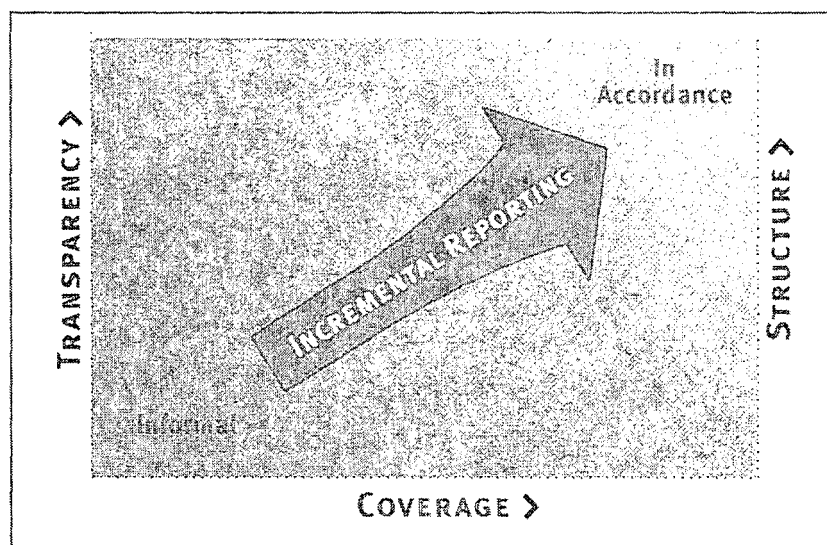 In
Accordance
TRANSPARENCY >
STRUCTURE >
INCREMENTAL REPORTING
Informal
COVERAGE >